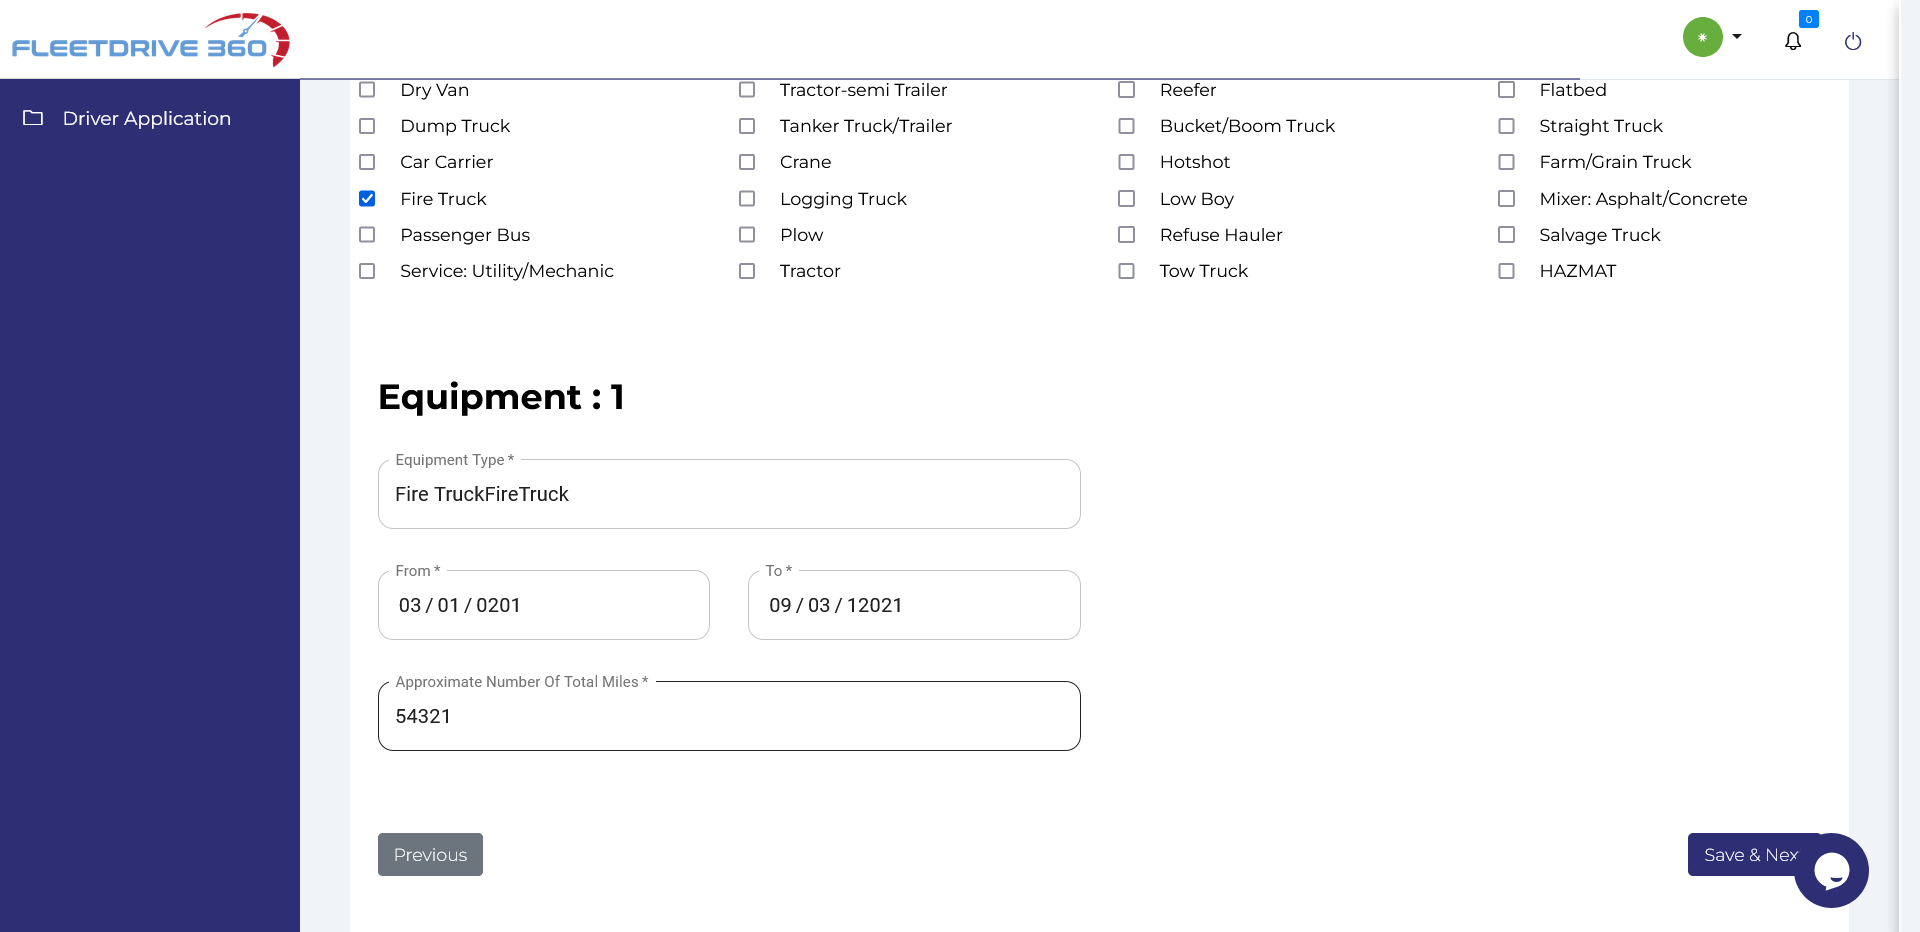 FLEETDRIVE 360
0
Driver Application
Dry Van
Tractor-semi Trailer
Reefer
Flatbed
Dump Truck
Tanker Truck/Trailer
Bucket/Boom Truck
Straight Truck
Car Carrier
Crane
Hotshot
Farm/Grain Truck
Fire Truck
Logging Truck
Low Boy
Mixer: Asphalt/Concrete
Passenger Bus
Plow
Refuse Hauler
Salvage Truck
Service: Utility/Mechanic
Tractor
Tow Truck
HAZMAT
Equipment : 1
Equipment Type *
Fire TruckFireTruck
From *
03 / 01 / 0201
To *
09 / 03 / 12021
Approximate Number Of Total Miles *
54321
Previous
Save & Nex